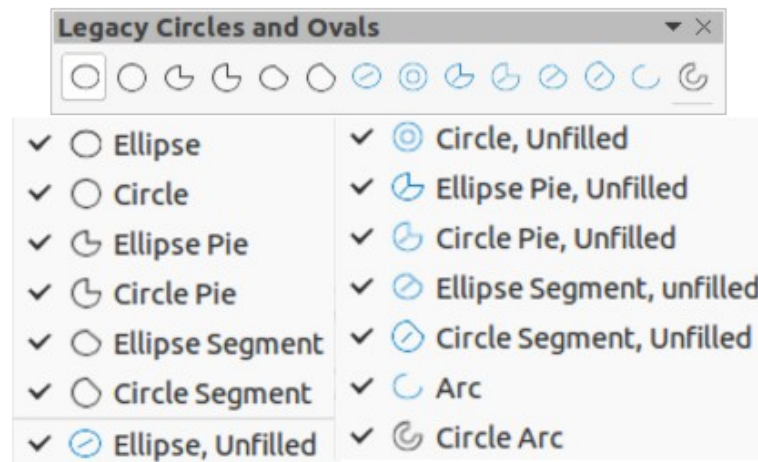 Legacy Circles and Ovals
Ellipse
Circle
Ellipse Pie
Circle Pie
Ellipse Segment
Circle Segment
Ellipse, Unfilled
Circle, Unfilled
Ellipse Pie, Unfilled
Circle Pie, Unfilled
Ellipse Segment, unfilled
Circle Segment, Unfilled
Arc
Circle Arc